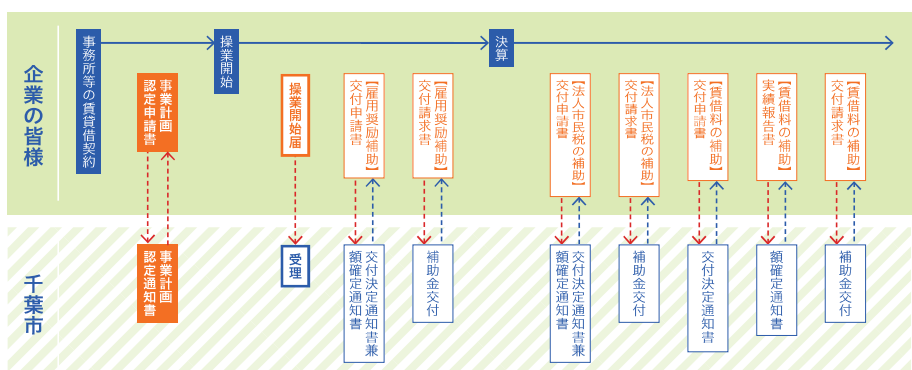 企業の皆様
事務所等の賃貸借契約
操業開始
決算
事業計画
認定申請書
操業開始届
【雇用奨励補助】
交付申請書
【雇用奨励補助】
交付請求書
【法人市民税の補助】
交付申請書
【法人市民税の補助】
交付請求書
【賃借料の補助】
交付申請書
【賃借料の補助】
実績報告書
【賃借料の補助】
交付請求書
千葉市
事業計画
認定通知書
受理
交付決定通知書兼
額確定通知書
補助金交付
交付決定通知書兼
額確定通知書
補助金交付
交付決定通知書
額確定通知書
補助金交付